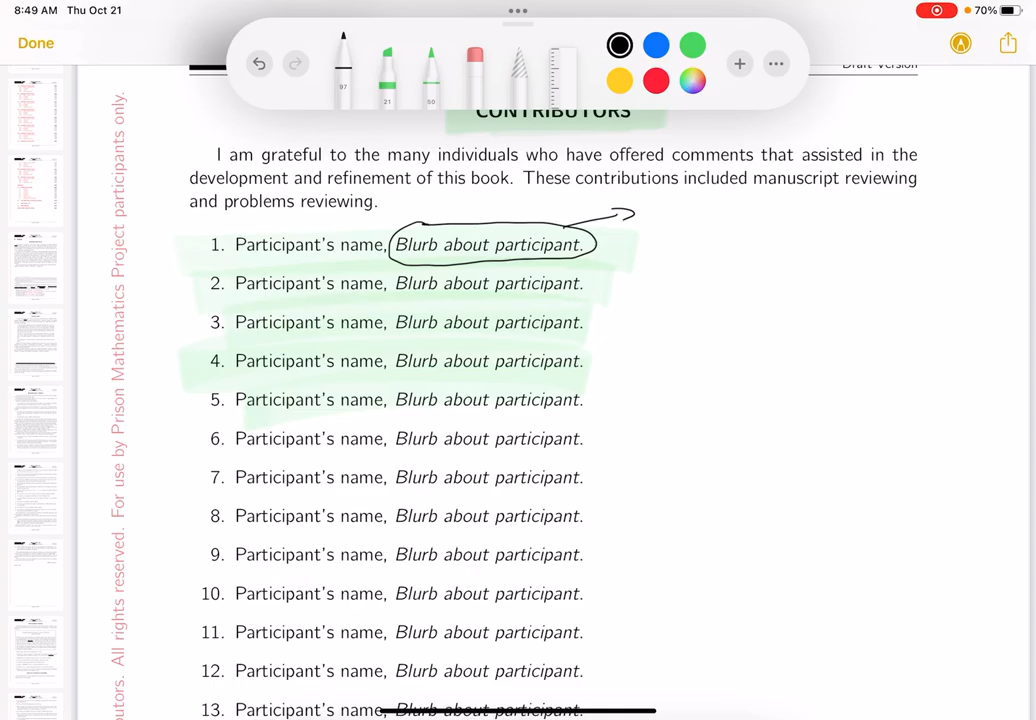 8:49 AM Thu Oct 21
70%
Done
97
21
50
Draft Version
CONTRIBUTORS
I am grateful to the many individuals who have offered comments that assisted in the
development and refinement of this book. These contributions included manuscript reviewing
and problems reviewing.
1. Participant's name, Blurb about participant.
2. Participant's name, Blurb about participant.
3. Participant's name, Blurb about participant.
4. Participant's name, Blurb about participant.
5. Participant's name, Blurb about participant.
6. Participant's name, Blurb about participant.
7. Participant's name, Blurb about participant.
8. Participant's name, Blurb about participant.
9. Participant's name, Blurb about participant.
10. Participant's name, Blurb about participant.
11. Participant's name, Blurb about participant.
12. Participant's name, Blurb about participant.
13. Participant's name, Blurb about participant.
utors. All rights reserved. For use by Prison Mathematics Project participants only.